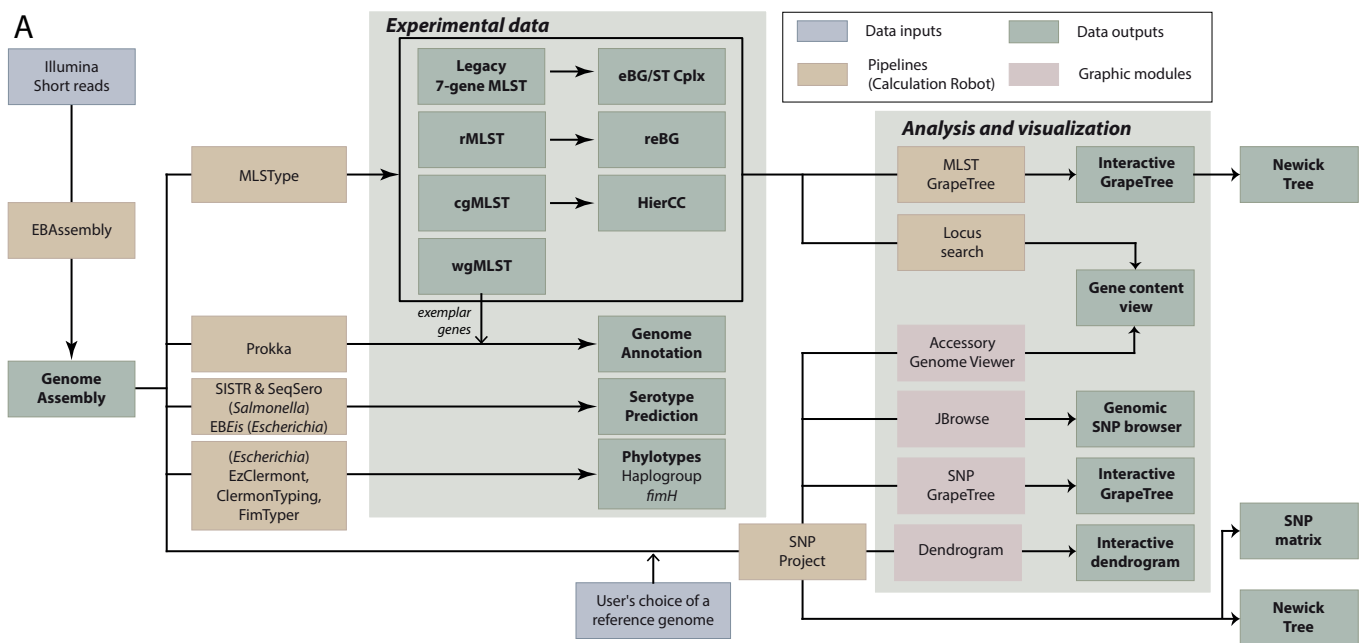 A
Illumina
Short reads
EBAssembly
Genome
Assembly
MLSType
Prokka
SISTR & SeqSero
(Salmonella)
EBEis (Escherichia)
(Escherichia)
EzClermont,
ClermonTyping,
FimTyper
Experimental data
Legacy
7-gene MLST
eBG/ST Cplx
rMLST
reBG
cgMLST
HierCC
wgMLST
exemplar
genes
Genome
Annotation
Serotype
Prediction
Phylotypes
Haplogroup
fimH
User's choice of a
reference genome
SNP
Project
Data inputs
Data outputs
Pipelines
(Calculation Robot)
Graphic modules
Analysis and visualization
MLST
GrapeTree
Interactive
GrapeTree
Newick
Tree
Locus
search
Gene content
view
Accessory
Genome Viewer
JBrowse
Genomic
SNP browser
SNP
GrapeTree
Interactive
GrapeTree
Dendrogram
Interactive
dendrogram
SNP
matrix
Newick
Tree